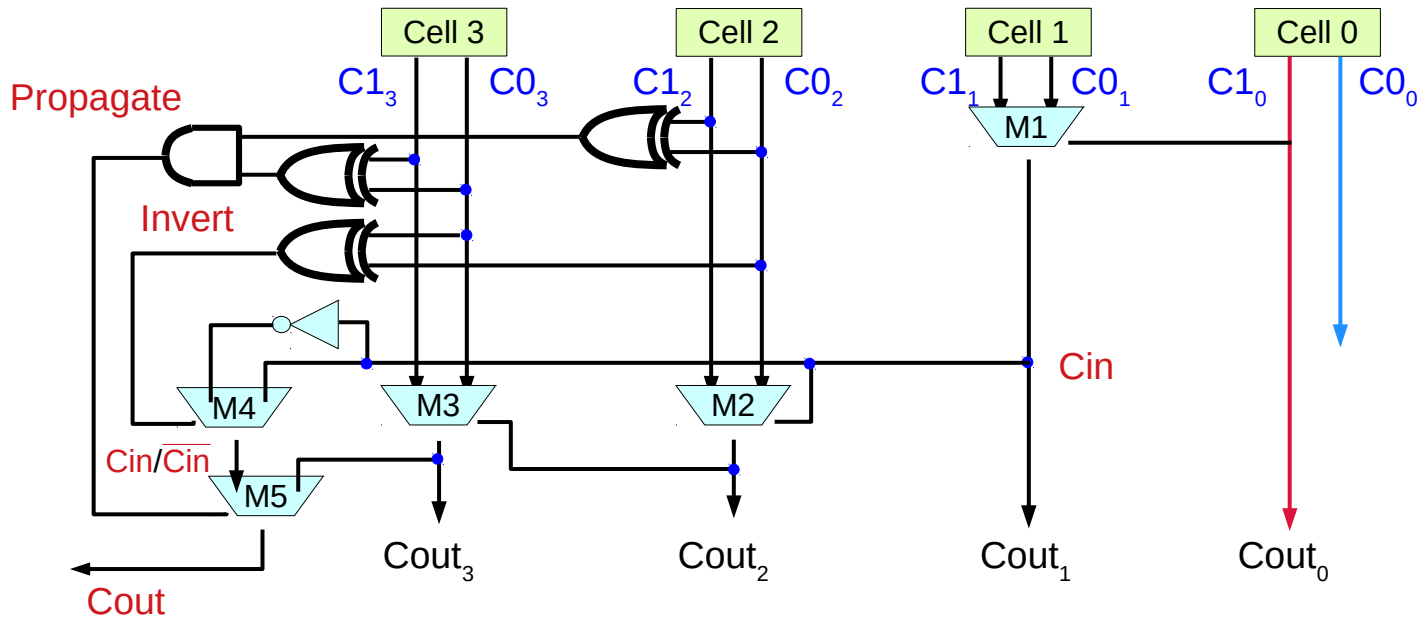 Cell 3
Cell 2
Cell 1
Cell 0
C1₃
C0₃
C1₂
C0₂
C1₁
C0₁
C1₀
C0₀
Propagate
M1
Invert
Cin
M4
M3
M2
Cin/C̅i̅n̅
M5
Cout₃
Cout₂
Cout₁
Cout₀
Cout